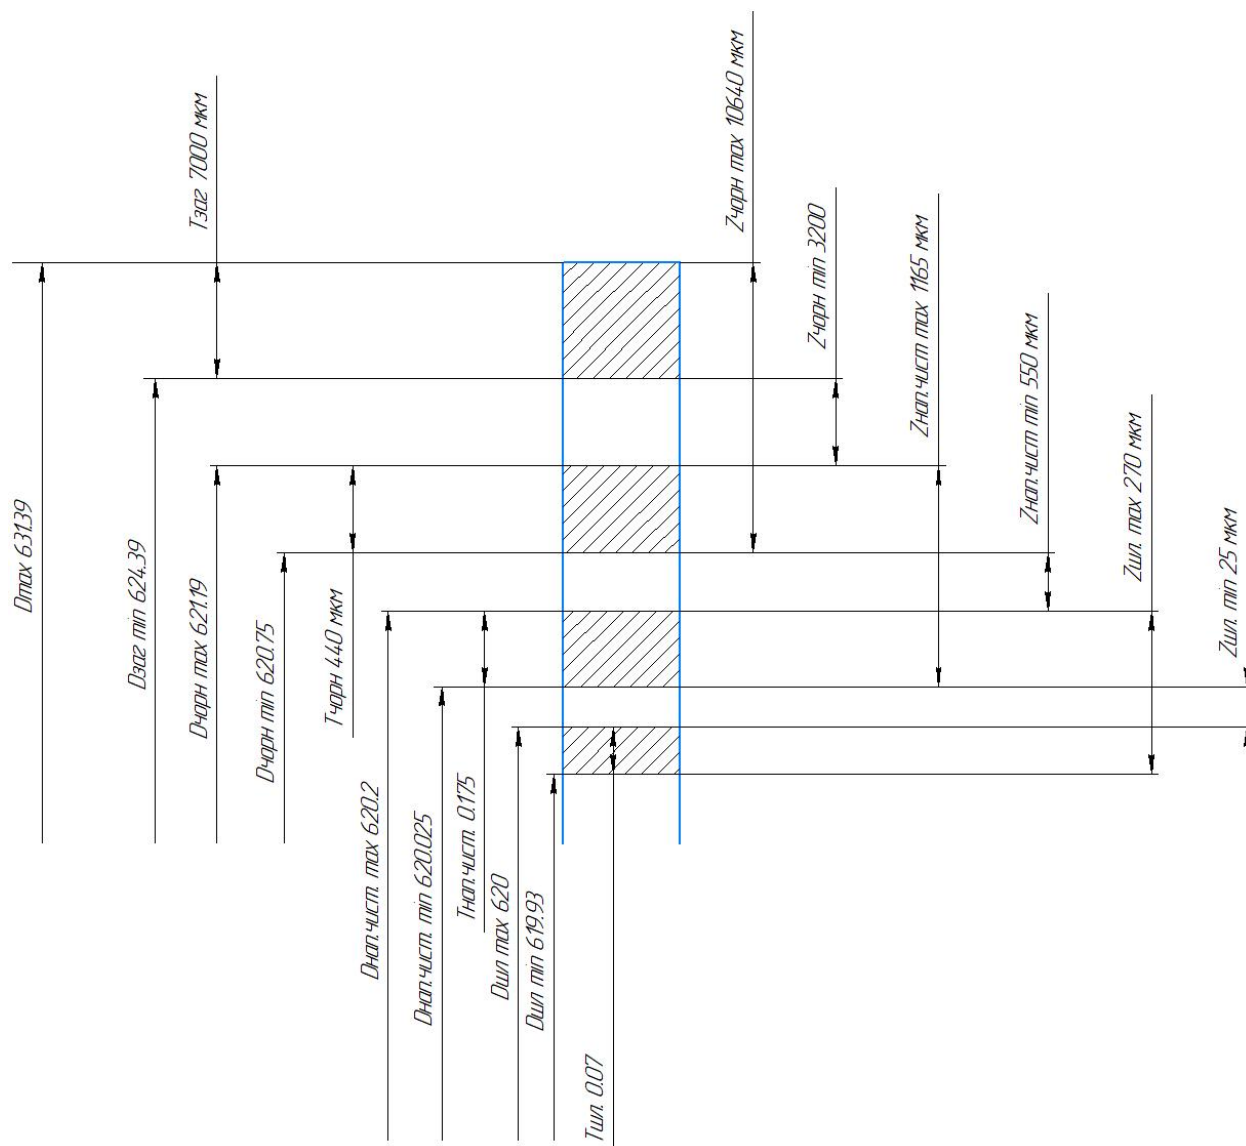 Dmax 631.39
Dзаг min 624.39
Тзаг 7000 мкм
Dчорн max 621.19
Dчорн min 620.75
Тчорн 440 мкм
Dнап.чист. max 620.2
Dнап.чист. min 620.025
Тнап.чист. 0.175
Dшл max 620
Dшл min 619.93
Тшл. 0.07
Zчорн max 10640 мкм
Zчорн min 3200
Zнап.чист max 1165 мкм
Zнап.чист min 550 мкм
Zшл. max 270 мкм
Zшл. min 25 мкм